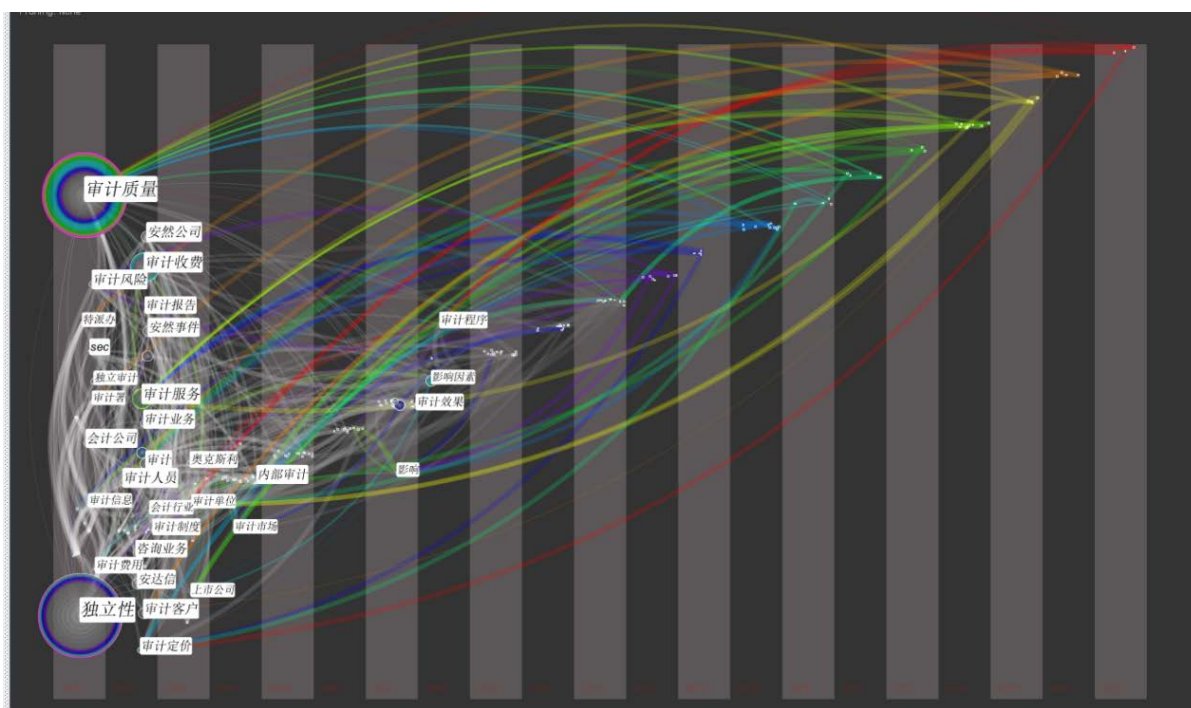 Pruning: None
审计质量
安然公司
审计收费
审计风险
审计报告
特派办
安然事件
审计程序
sec
独立审计
影响因素
审计署
审计服务
审计效果
审计业务
会计公司
审计
奥克斯利
影响
审计人员
内部审计
审计信息
会计行业
审计单位
审计制度
审计市场
咨询业务
审计费用
安达信
上市公司
独立性
审计客户
审计定价